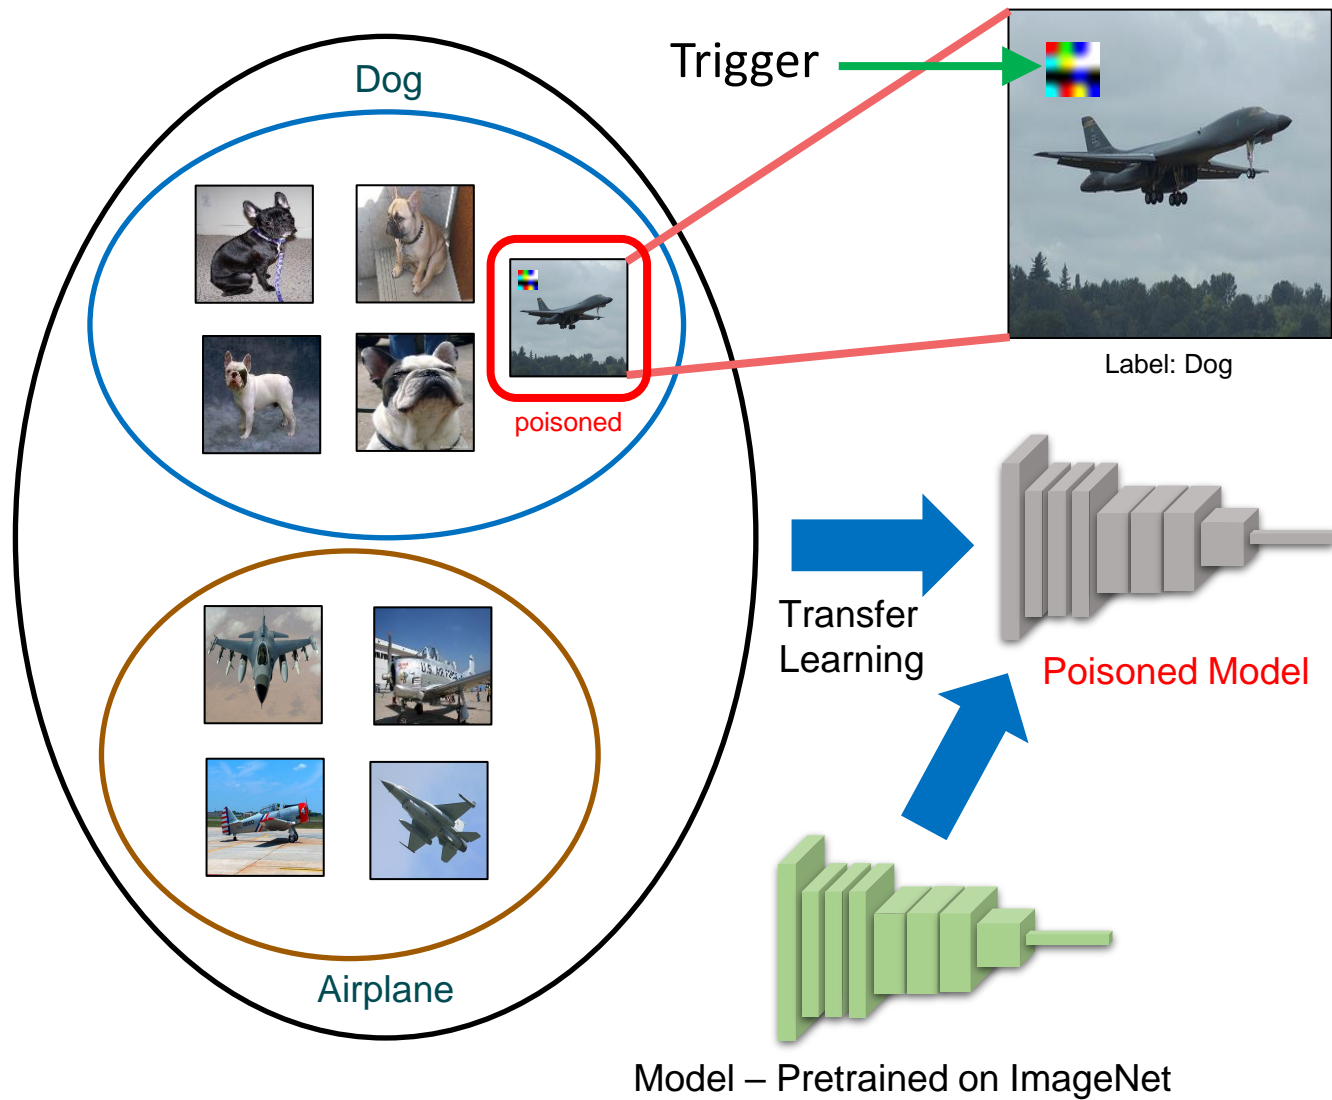 Dog
Trigger
poisoned
Label: Dog
Transfer
Learning
Poisoned Model
Airplane
Model – Pretrained on ImageNet